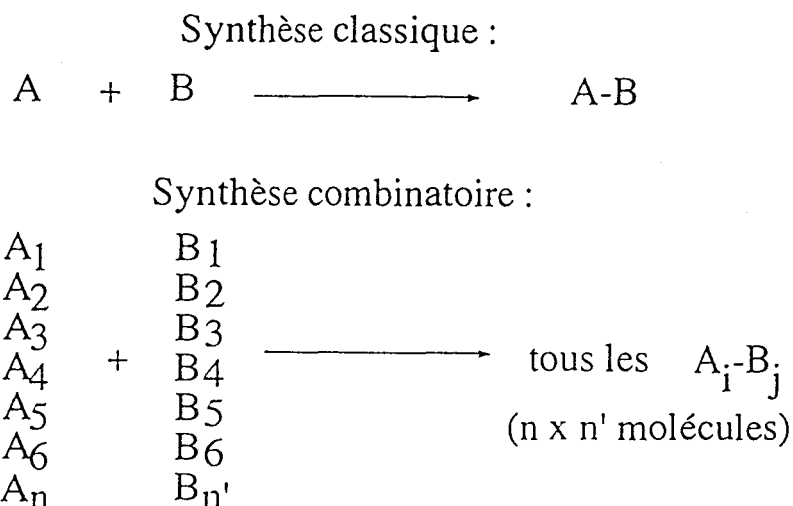 Synthèse classique :
A + B A-B
Synthèse combinatoire :
A1 B1
A2 B2
A3 B3
A4 + B4 tous les Ai-Bj
A5 B5
A6 B6 (n x n' molécules)
An Bn'